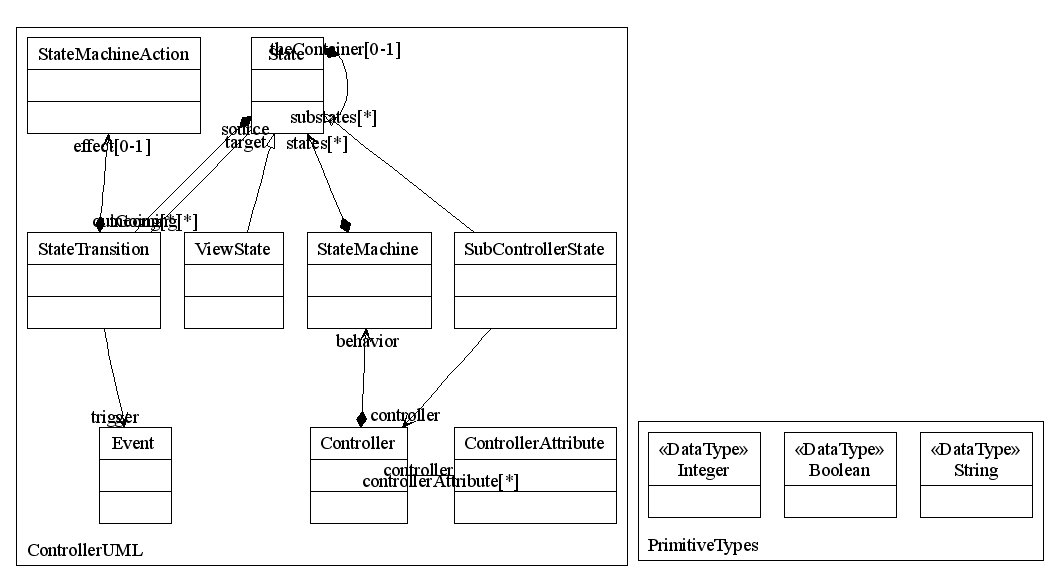 StateMachineAction
State
theContainer[0-1]
substates[*]
source
target
states[*]
effect[0-1]
outGoing[*]
incoming[*]
StateTransition
ViewState
StateMachine
SubControllerState
behavior
trigger
controller
Event
Controller
ControllerAttribute
controller
controllerAttribute[*]
ControllerUML
«DataType»
Integer
«DataType»
Boolean
«DataType»
String
PrimitiveTypes